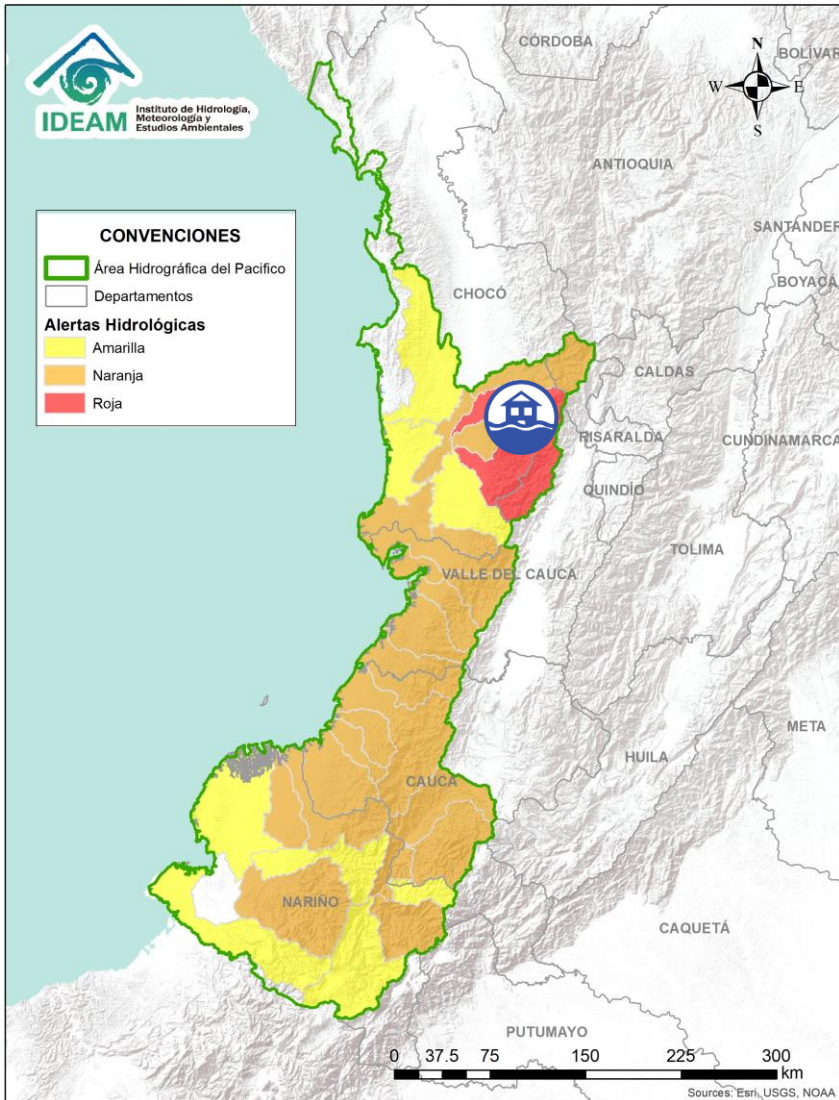 CÓRDOBA
BOLÍVAR
N
W
E
S
IDEAM
Instituto de Hidrología,
Meteorología y
Estudios Ambientales
ANTIOQUIA
SANTANDER
BOYACÁ
CONVENCIONES
Área Hidrográfica del Pacifico
Departamentos
Alertas Hidrológicas
Amarilla
Naranja
Roja
CHOCÓ
CALDAS
RISARALDA
CUNDINAMARCA
QUINDÍO
TOLIMA
VALLE DEL CAUCA
META
HUILA
CAUCA
NARIÑO
CAQUETÁ
PUTUMAYO
0 37.5 75 150 225 300
km
Sources: Esri, USGS, NOAA